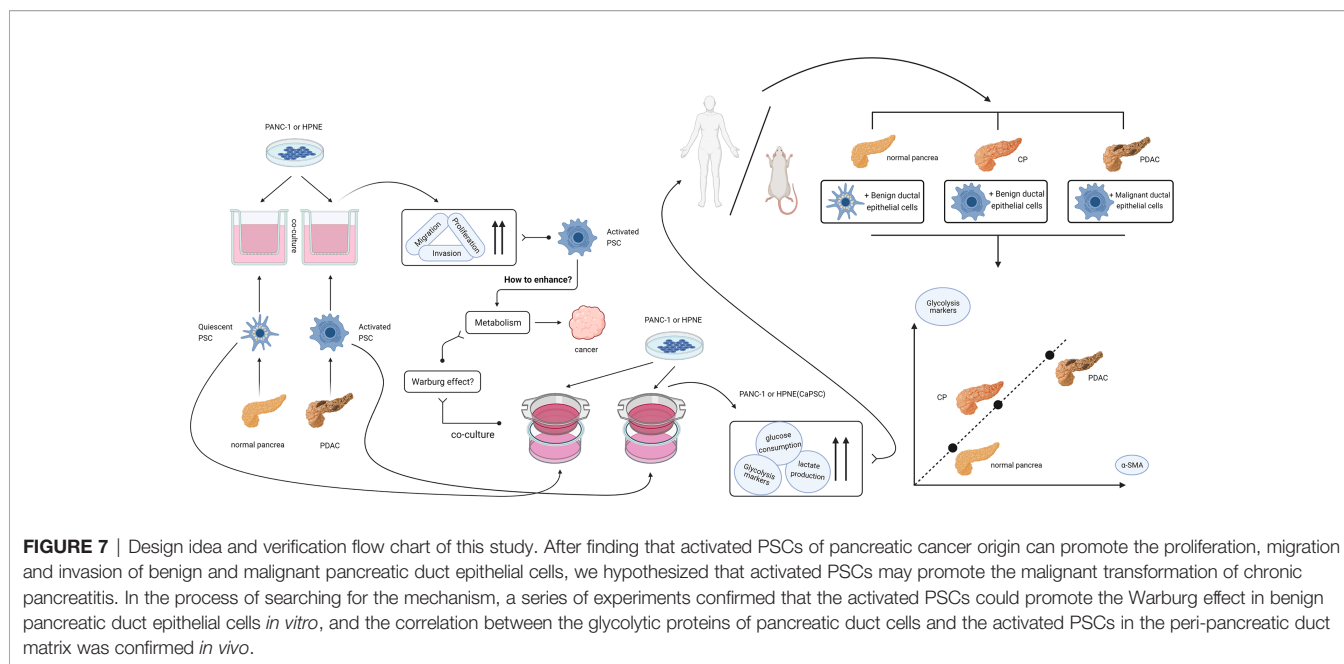 PANC-1 or HPNE
co-culture
Quiescent
PSC
Activated
PSC
normal pancrea
PDAC
Migration
Proliferation
Invasion
Activated
PSC
How to enhance?
Metabolism
cancer
Warburg effect?
co-culture
PANC-1 or HPNE
PANC-1 or HPNE(CaPSC)
glucose
consumption
Glycolysis
markers
lactate
production
normal pancrea
CP
PDAC
+ Benign ductal
epithelial cells
+ Benign ductal
epithelial cells
+ Malignant ductal
epithelial cells
Glycolysis
markers
PDAC
CP
normal pancrea
α-SMA
FIGURE 7 | Design idea and verification flow chart of this study. After finding that activated PSCs of pancreatic cancer origin can promote the proliferation, migration
and invasion of benign and malignant pancreatic duct epithelial cells, we hypothesized that activated PSCs may promote the malignant transformation of chronic
pancreatitis. In the process of searching for the mechanism, a series of experiments confirmed that the activated PSCs could promote the Warburg effect in benign
pancreatic duct epithelial cells in vitro, and the correlation between the glycolytic proteins of pancreatic duct cells and the activated PSCs in the peri-pancreatic duct
matrix was confirmed in vivo.